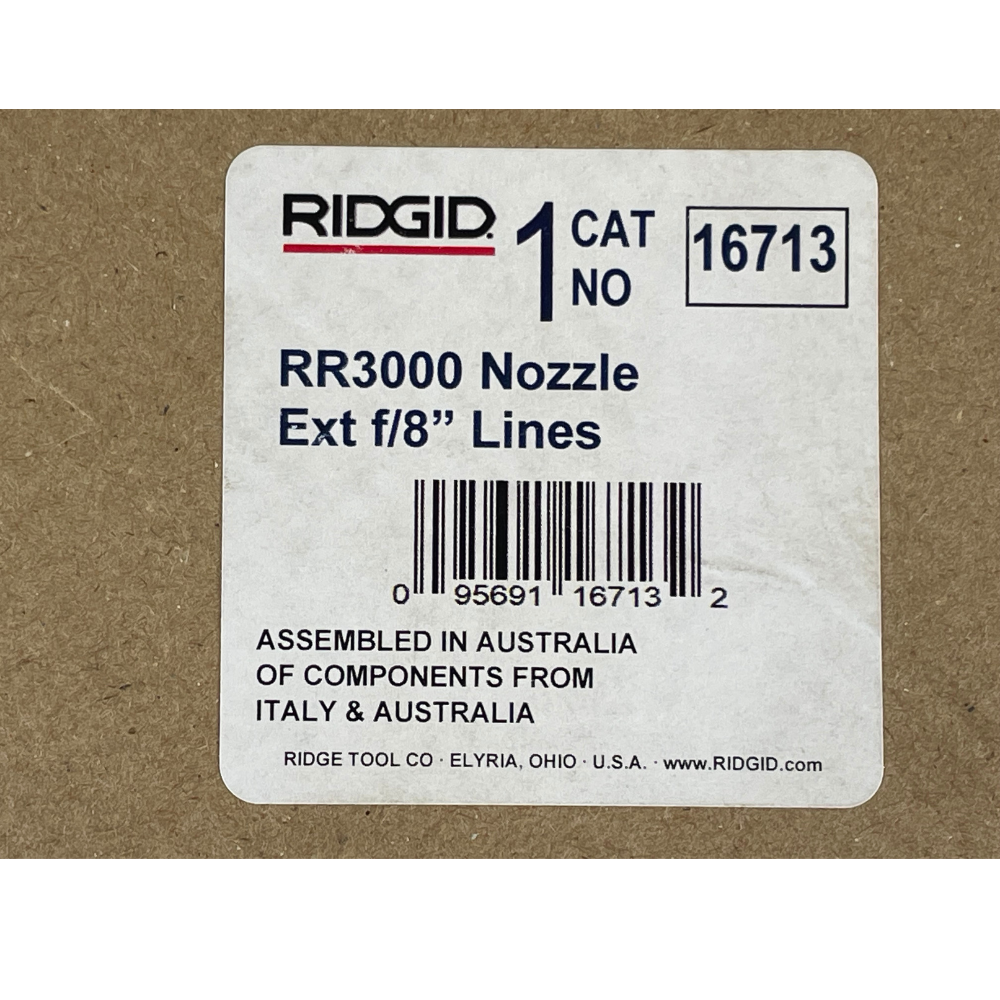 RIDGID. 1 CAT NO 16713
RR3000 Nozzle
Ext f/8” Lines
0 95691 16713 2
ASSEMBLED IN AUSTRALIA
OF COMPONENTS FROM
ITALY & AUSTRALIA
RIDGE TOOL CO · ELYRIA, OHIO · U.S.A. · www.RIDGID.com